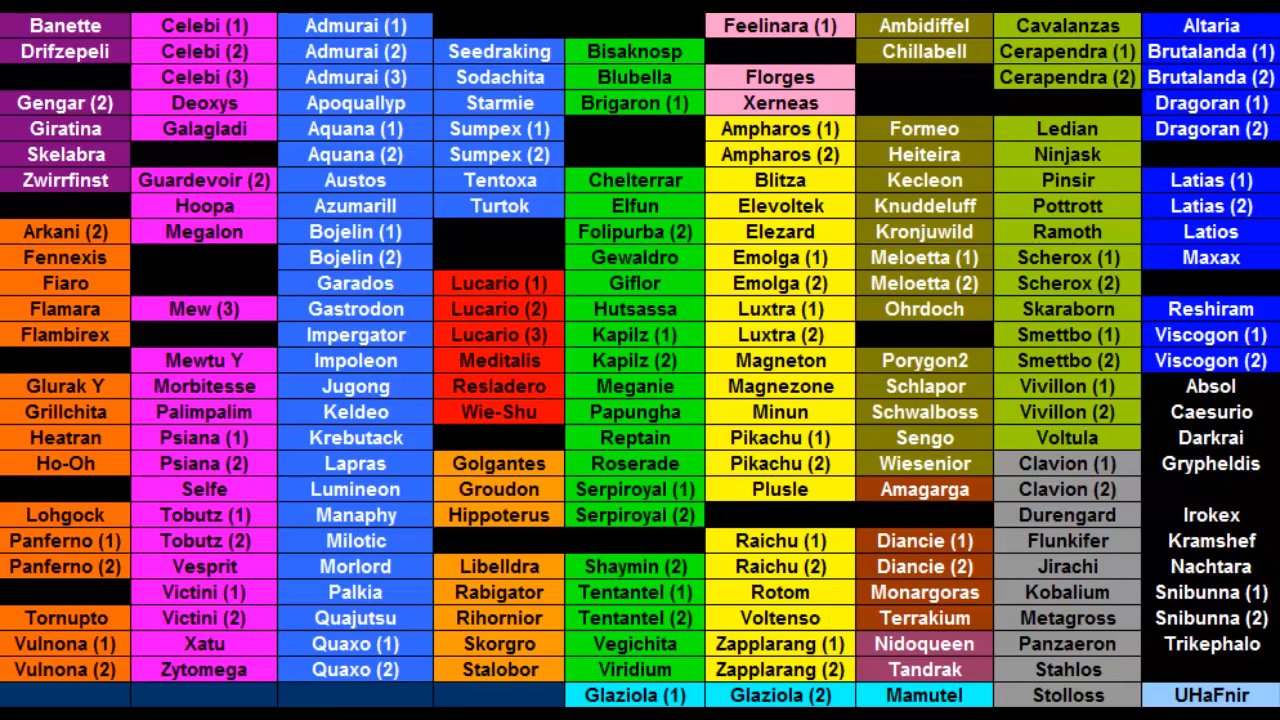 Banette Celebi (1) Admurai (1) Feelinara (1) Ambidiffel Cavalanzas Altaria
Drifzepeli Celebi (2) Admurai (2) Seedraking Bisaknosp Chillabell Cerapendra (1) Brutalanda (1)
Celebi (3) Admurai (3) Sodachita Blubella Florges Cerapendra (2) Brutalanda (2)
Gengar (2) Deoxys Apoquallyp Starmie Brigaron (1) Xerneas Dragoran (1)
Giratina Galagladi Aquana (1) Sumpex (1) Ampharos (1) Formeo Ledian Dragoran (2)
Skelabra Aquana (2) Sumpex (2) Ampharos (2) Heiteira Ninjask
Zwirrfinst Guardevoir (2) Austos Tentoxa Chelterrar Blitza Kecleon Pinsir Latias (1)
Hoopa Azumarill Turtok Elfun Elevoltek Knuddeluff Pottrott Latias (2)
Arkani (2) Megalon Bojelin (1) Folipurba (2) Elezard Kronjuwild Ramoth Latios
Fennexis Bojelin (2) Gewaldro Emolga (1) Meloetta (1) Scherox (1) Maxax
Fiaro Garados Lucario (1) Giflor Emolga (2) Meloetta (2) Scherox (2)
Flamara Mew (3) Gastrodon Lucario (2) Hutsassa Luxtra (1) Ohrdoch Skaraborn Reshiram
Flambirex Impergator Lucario (3) Kapilz (1) Luxtra (2) Smettbo (1) Viscogon (1)
Mewtu Y Impoleon Meditalis Kapilz (2) Magneton Porygon2 Smettbo (2) Viscogon (2)
Glurak Y Morbitesse Jugong Resladero Meganie Magnezone Schlapor Vivillon (1) Absol
Grillchita Palimpalim Keldeo Wie-Shu Papungha Minun Schwalboss Vivillon (2) Caesurio
Heatran Psiana (1) Krebutack Reptain Pikachu (1) Sengo Voltula Darkrai
Ho-Oh Psiana (2) Lapras Golgantes Roserade Pikachu (2) Wiesenior Clavion (1) Grypheldis
Selfe Lumineon Groudon Serpiroyal (1) Plusle Amagarga Clavion (2)
Lohgock Tobutz (1) Manaphy Hippoterus Serpiroyal (2) Durengard Irokex
Panferno (1) Tobutz (2) Milotic Raichu (1) Diancie (1) Flunkifer Kramshef
Panferno (2) Vesprit Morlord Libelldra Shaymin (2) Raichu (2) Diancie (2) Jirachi Nachtara
Victini (1) Palkia Rabigator Tentantel (1) Rotom Monargoras Kobalium Snibunna (1)
Tornupto Victini (2) Quajutsu Rihornior Tentantel (2) Voltenso Terrakium Metagross Snibunna (2)
Vulnona (1) Xatu Quaxo (1) Skorgro Vegichita Zapplarang (1) Nidoqueen Panzaeron Trikephalo
Vulnona (2) Zytomega Quaxo (2) Stalobor Viridium Zapplarang (2) Tandrak Stahlos
Glaziola (1) Glaziola (2) Mamutel Stolloss UHaFnir